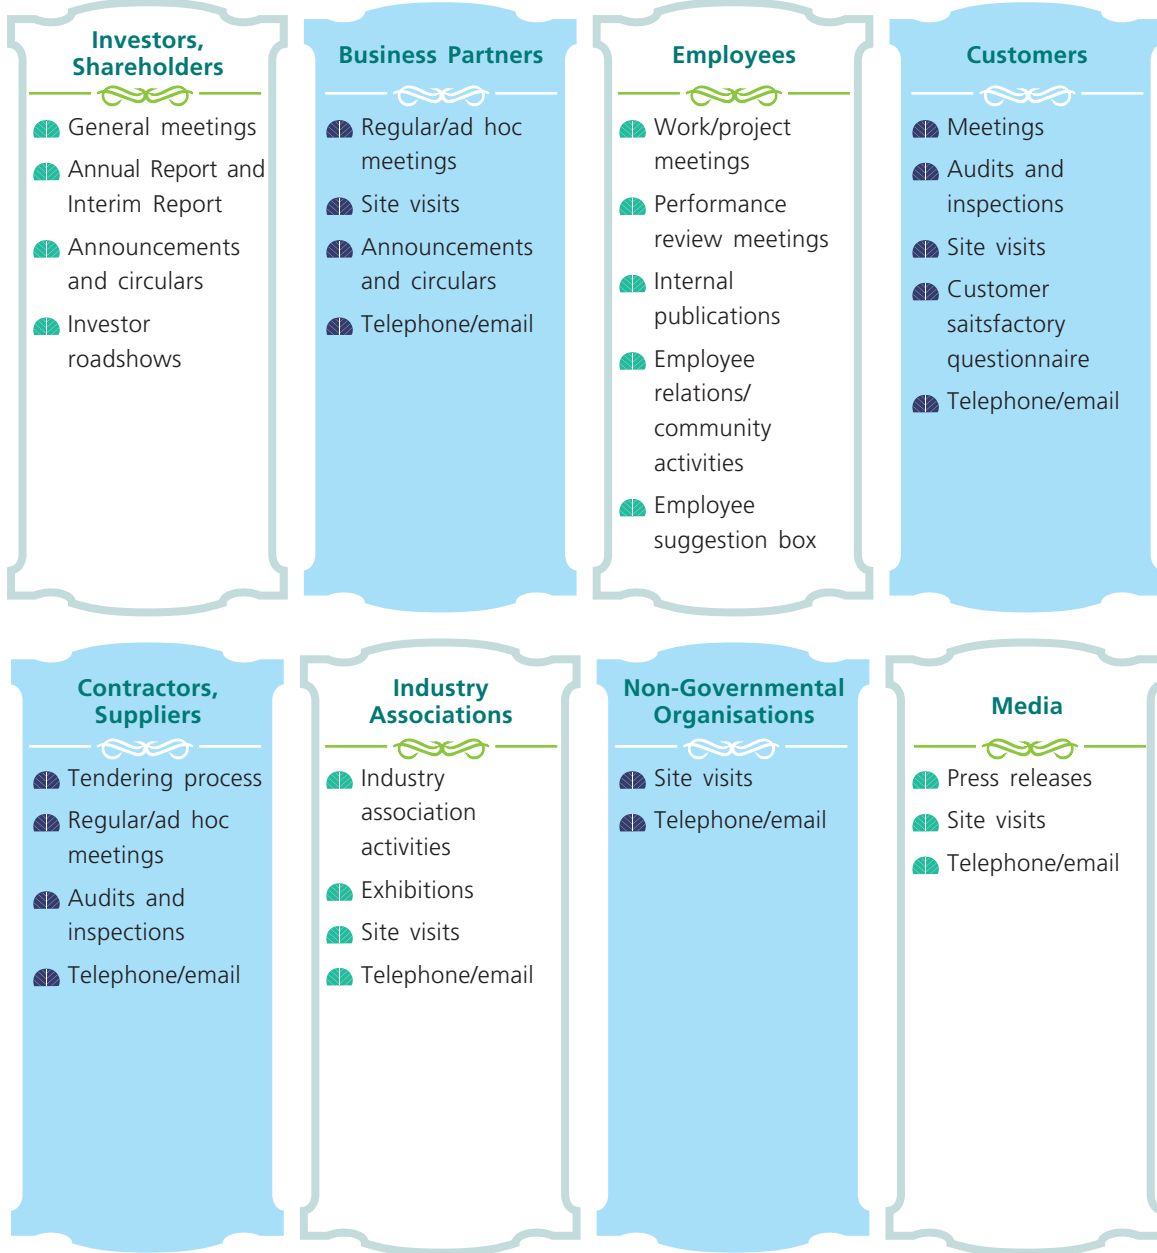 Investors,
Shareholders
General meetings
Annual Report and
Interim Report
Announcements
and circulars
Investor
roadshows
Business Partners
Regular/ad hoc
meetings
Site visits
Announcements
and circulars
Telephone/email
Employees
Work/project
meetings
Performance
review meetings
Internal
publications
Employee
relations/
community
activities
Employee
suggestion box
Customers
Meetings
Audits and
inspections
Site visits
Customer
saitsfactory
questionnaire
Telephone/email
Contractors,
Suppliers
Tendering process
Regular/ad hoc
meetings
Audits and
inspections
Telephone/email
Industry
Associations
Industry
association
activities
Exhibitions
Site visits
Telephone/email
Non-Governmental
Organisations
Site visits
Telephone/email
Media
Press releases
Site visits
Telephone/email